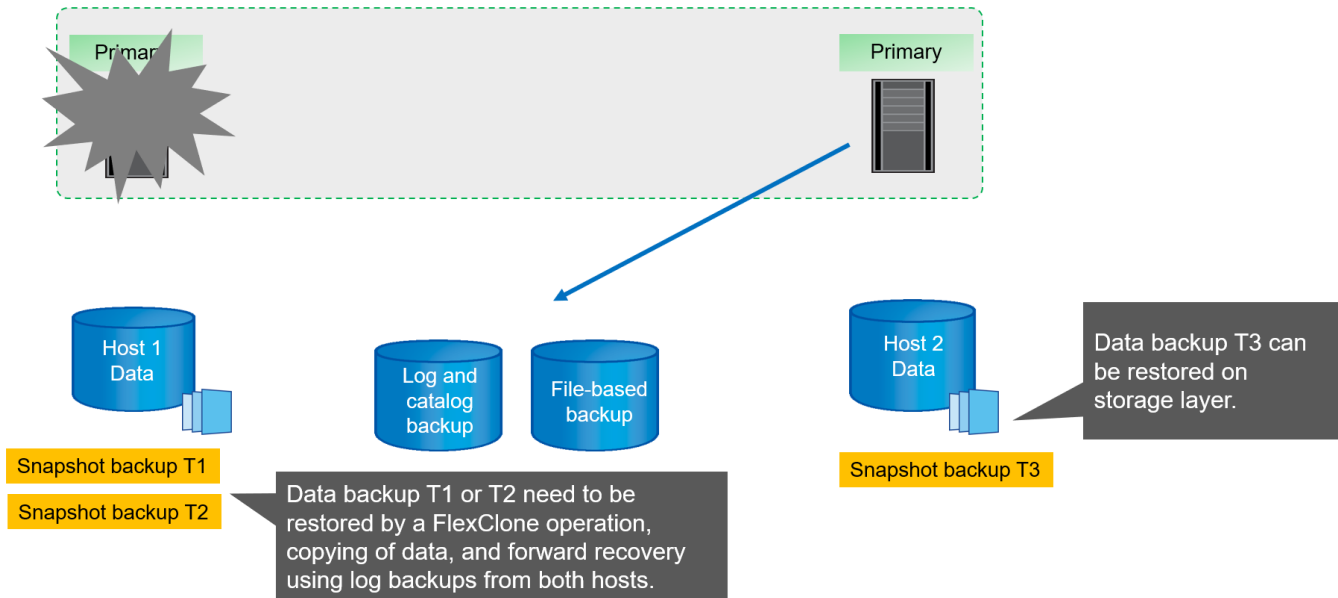 Primary
Primary
Host 1
Data
Log and
catalog
backup
File-based
backup
Host 2
Data
Data backup T3 can
be restored on
storage layer.
Snapshot backup T1
Snapshot backup T2
Snapshot backup T3
Data backup T1 or T2 need to be
restored by a FlexClone operation,
copying of data, and forward recovery
using log backups from both hosts.